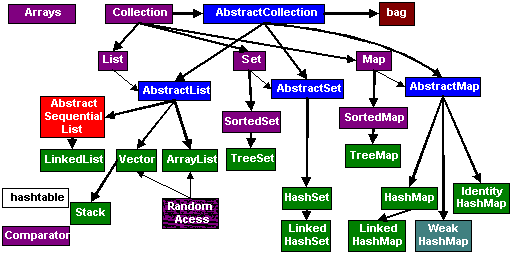 Arrays
Collection
AbstractCollection
bag
List
Set
Map
AbstractList
AbstractSet
AbstractMap
Abstract
Sequential
List
SortedSet
SortedMap
LinkedList
Vector
ArrayList
TreeSet
TreeMap
hashtable
Stack
Random
Acess
HashSet
HashMap
Identity
HashMap
Comparator
Linked
HashSet
Linked
HashMap
Weak
HashMap